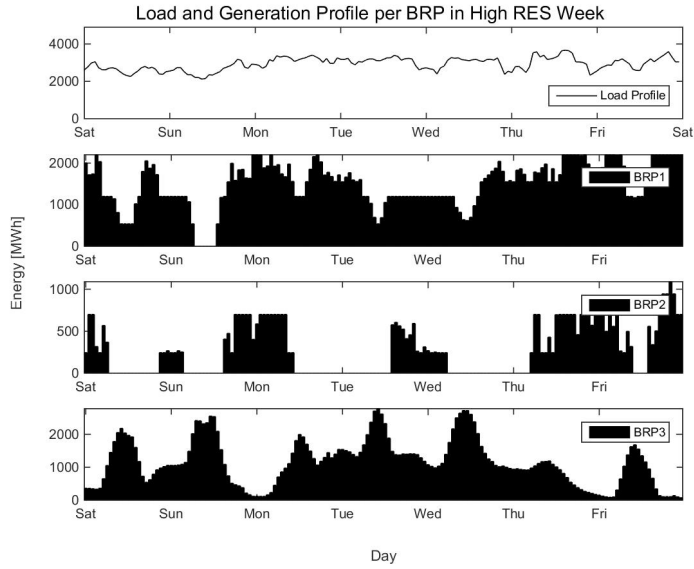 Load and Generation Profile per BRP in High RES Week
4000
2000
0
Load Profile
Sat Sun Mon Tue Wed Thu Fri Sat
2000
1000
0
BRP1
Sat Sun Mon Tue Wed Thu Fri
Energy [MWh]
1000
500
0
BRP2
Sat Sun Mon Tue Wed Thu Fri
2000
1000
0
BRP3
Sat Sun Mon Tue Wed Thu Fri
Day